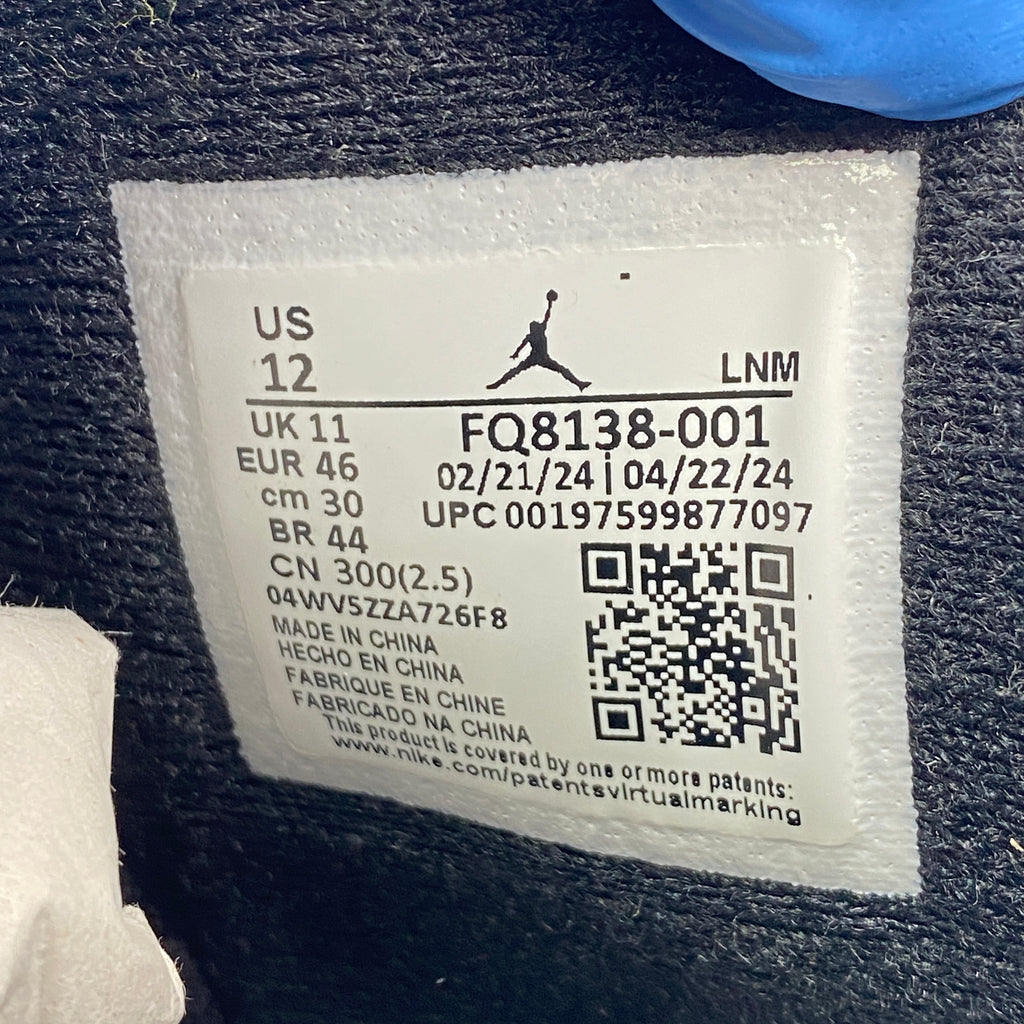 US
12
LNM
UK 11
EUR 46
cm 30
BR 44
CN 300(2.5)
FQ8138-001
02/21/24 | 04/22/24
UPC 00197599877097
04WV5ZZA726F8
MADE IN CHINA
HECHO EN CHINA
FABRIQUE EN CHINE
FABRICADO NA CHINA
This product is covered by one or more patents:
www.nike.com/patentsvirtualmarking